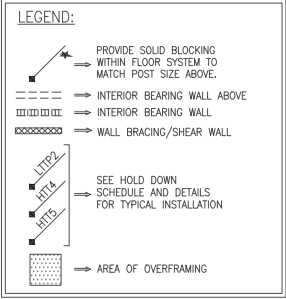 LEGEND:
PROVIDE SOLID BLOCKING
WITHIN FLOOR SYSTEM TO
MATCH POST SIZE ABOVE.
INTERIOR BEARING WALL ABOVE
INTERIOR BEARING WALL
WALL BRACING/SHEAR WALL
LTTP2
HTT4
HTT5
SEE HOLD DOWN
SCHEDULE AND DETAILS
FOR TYPICAL INSTALLATION
AREA OF OVERFRAMING